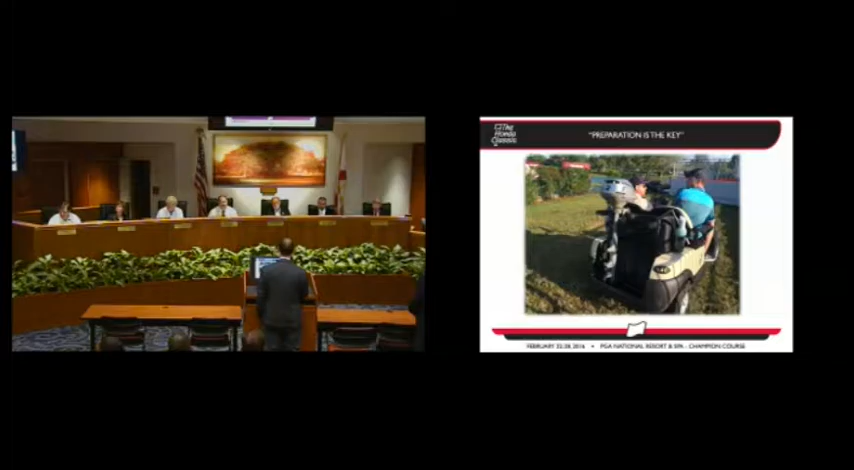 The
Honda
Classic
"PREPARATION IS THE KEY"
FEBRUARY 22-28, 2016 • PGA NATIONAL RESORT & SPA - CHAMPION COURSE